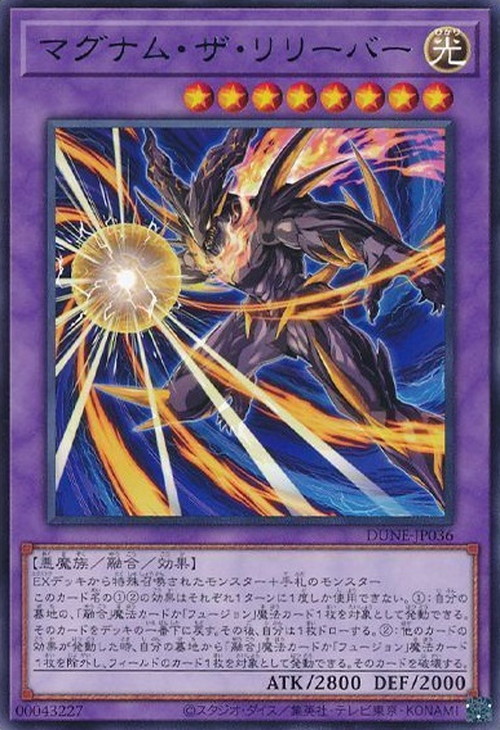 マグナム・ザ・リリーバー
光
DUNE-JP036
【悪魔族／融合／効果】
EXデッキから特殊召喚されたモンスター＋手札のモンスター
このカード名の①②の効果はそれぞれ１ターンに１度しか使用できない。①：自分の
墓地の、「融合」魔法カードか「フュージョン」魔法カード１枚を対象として発動できる。
そのカードをデッキの一番下に戻す。その後、自分は１枚ドローする。②：他のカードの
効果が発動した時、自分の墓地から「融合」魔法カードか「フュージョン」魔法カード
１枚を除外し、フィールドのカード１枚を対象として発動できる。そのカードを破壊する。
ATK/2800 DEF/2000
00043227 ©スタジオ・ダイス／集英社・テレビ東京・KONAMI